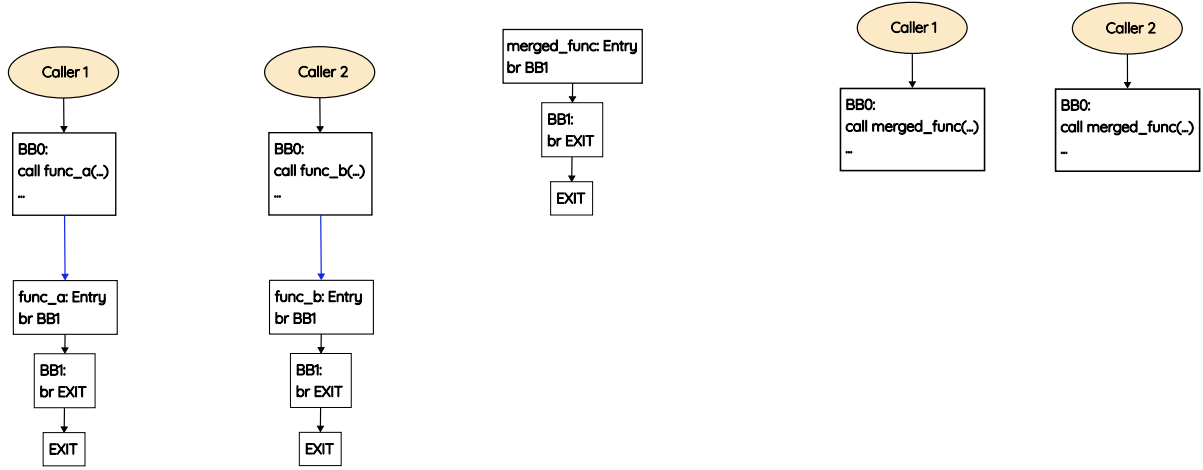 Caller 1
BB0:
call func_a(...)
...
func_a: Entry
br BB1
BB1:
br EXIT
EXIT
Caller 2
BB0:
call func_b(...)
...
func_b: Entry
br BB1
BB1:
br EXIT
EXIT
merged_func: Entry
br BB1
BB1:
br EXIT
EXIT
Caller 1
BB0:
call merged_func(...)
...
Caller 2
BB0:
call merged_func(...)
...